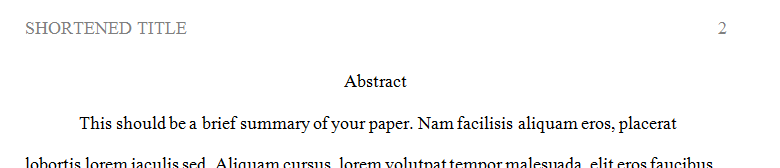 SHORTENED TITLE 2
Abstract
This should be a brief summary of your paper. Nam facilisis aliquam eros, placerat
lobortis lorem iaculis sed. Aliquam cursus, lorem volutpat tempor malesuada, elit eros faucibus